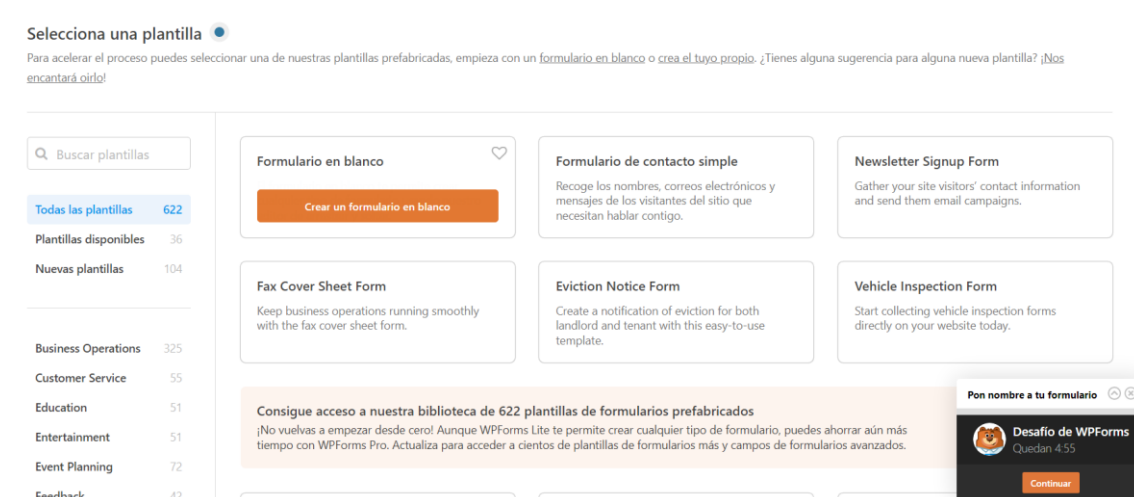 Selecciona una plantilla
Para acelerar el proceso puedes seleccionar una de nuestras plantillas prefabricadas, empieza con un formulario en blanco o crea el tuyo propio. ¿Tienes alguna sugerencia para alguna nueva plantilla? ¡Nos
encantará oirlo!
Buscar plantillas
Todas las plantillas 622
Plantillas disponibles 36
Nuevas plantillas 104
Business Operations 325
Customer Service 55
Education 51
Entertainment 51
Event Planning 72
Feedback 42
Formulario en blanco
Crear un formulario en blanco
Formulario de contacto simple
Recoge los nombres, correos electrónicos y
mensajes de los visitantes del sitio que
necesitan hablar contigo.
Newsletter Signup Form
Gather your site visitors' contact information
and send them email campaigns.
Fax Cover Sheet Form
Keep business operations running smoothly
with the fax cover sheet form.
Eviction Notice Form
Create a notification of eviction for both
landlord and tenant with this easy-to-use
template.
Vehicle Inspection Form
Start collecting vehicle inspection forms
directly on your website today.
Consigue acceso a nuestra biblioteca de 622 plantillas de formularios prefabricados
¡No vuelvas a empezar desde cero! Aunque WPForms Lite te permite crear cualquier tipo de formulario, puedes ahorrar aún más
tiempo con WPForms Pro. Actualiza para acceder a cientos de plantillas de formularios más y campos de formularios avanzados.
Pon nombre a tu formulario
Desafío de WPForms
Quedan 4:55
Continuar